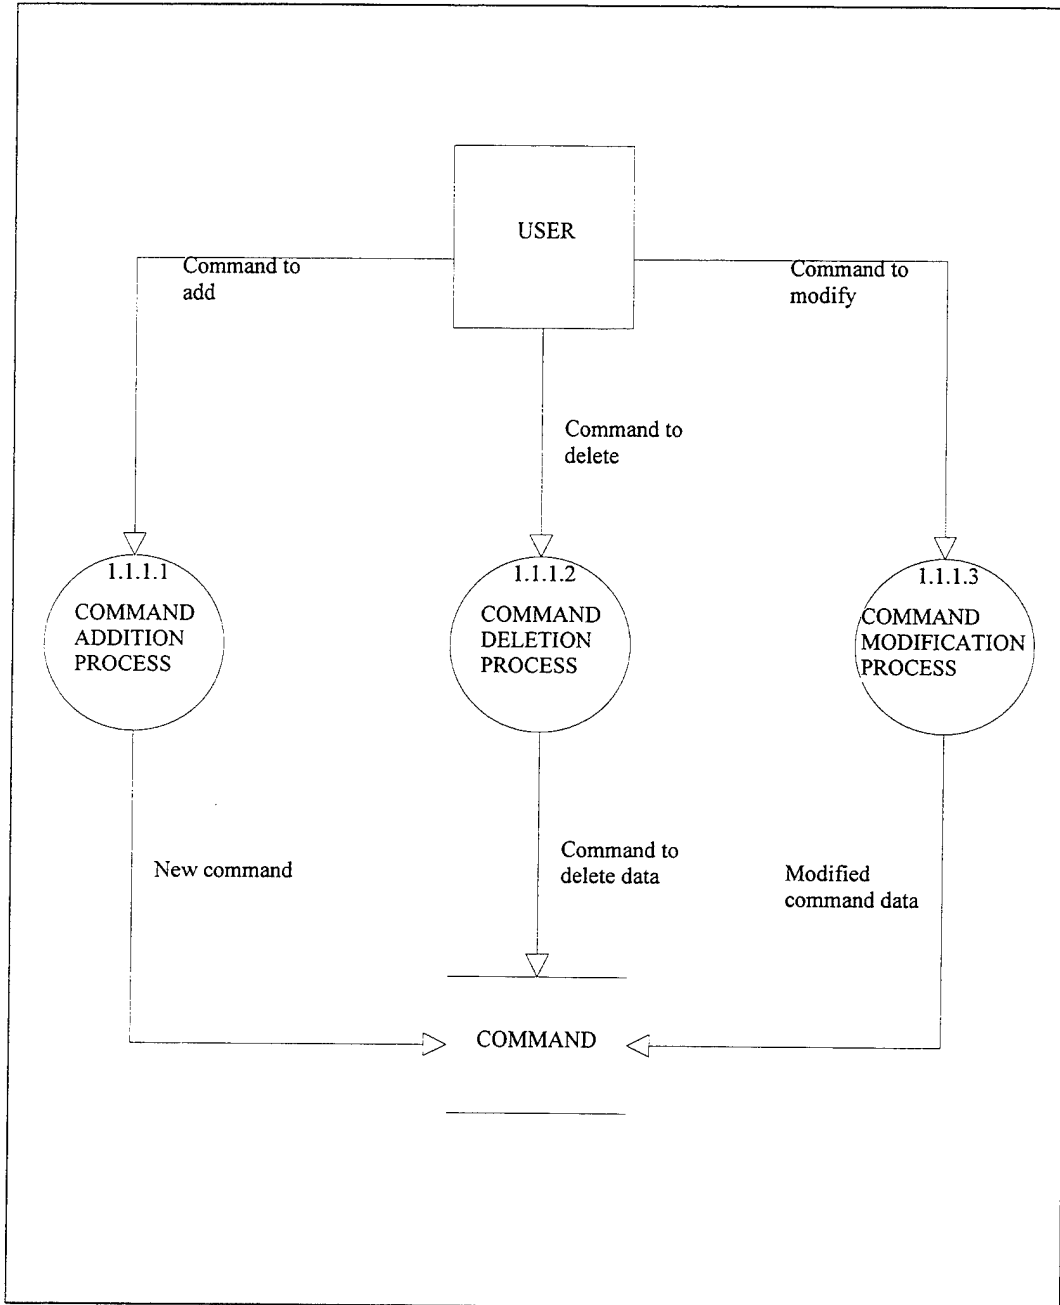 USER
Command to
add
Command to
modify
Command to
delete
1.1.1.1
COMMAND
ADDITION
PROCESS
1.1.1.2
COMMAND
DELETION
PROCESS
1.1.1.3
COMMAND
MODIFICATION
PROCESS
New command
Command to
delete data
Modified
command data
COMMAND